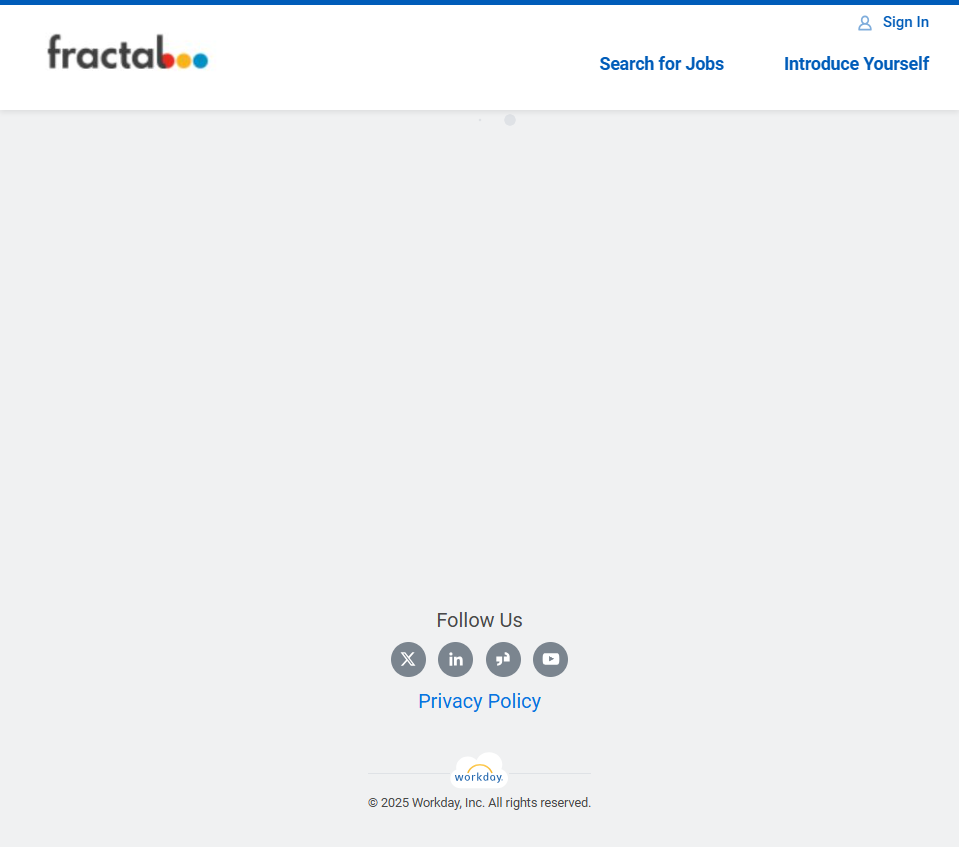 Sign In
fractal
Search for Jobs
Introduce Yourself
Follow Us
Privacy Policy
workday.
© 2025 Workday, Inc. All rights reserved.